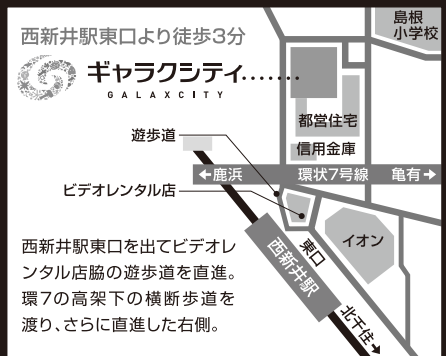 島根
小学校
西新井駅東口より徒歩3分
ギャラクシティ.......
GALAXCITY
都営住宅
遊歩道
信用金庫
←鹿浜 環状7号線 亀有→
ビデオレンタル店
イオン
東口
西新井駅
西新井駅東口を出てビデオレ
ンタル店脇の遊歩道を直進。
環7の高架下の横断歩道を
渡り、さらに直進した右側。
北千住→